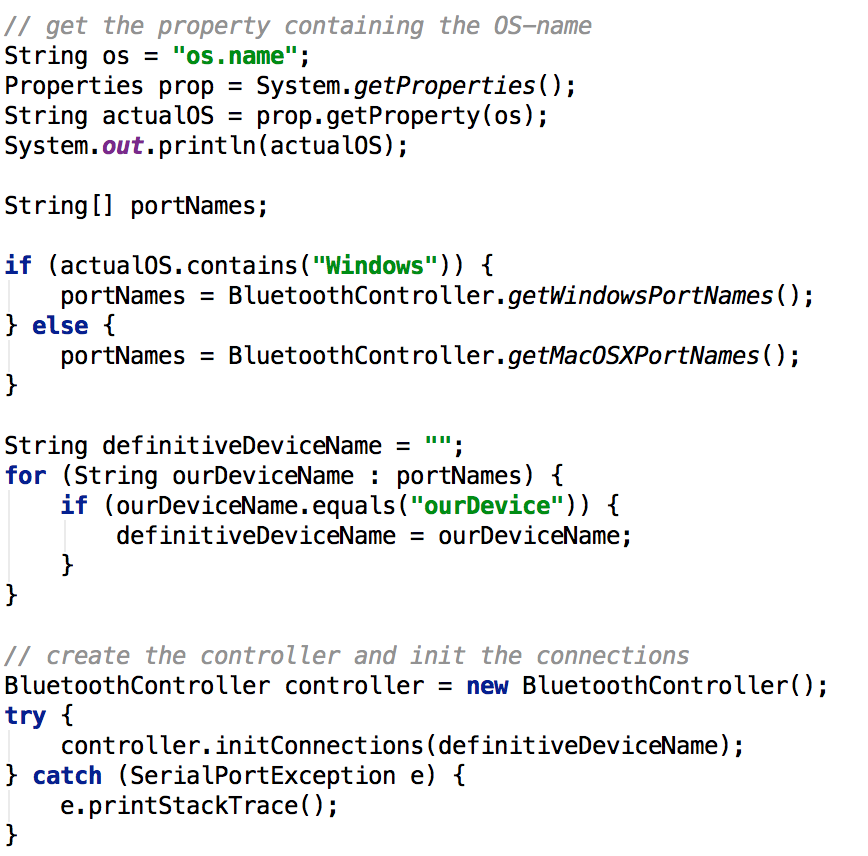 // get the property containing the OS-name
String os = "os.name";
Properties prop = System.getProperties();
String actualOS = prop.getProperty(os);
System.out.println(actualOS);

String[] portNames;

if (actualOS.contains("Windows")) {
    portNames = BluetoothController.getWindowsPortNames();
} else {
    portNames = BluetoothController.getMacOSXPortNames();
}

String definitiveDeviceName = "";
for (String ourDeviceName : portNames) {
    if (ourDeviceName.equals("ourDevice")) {
        definitiveDeviceName = ourDeviceName;
    }
}

// create the controller and init the connections
BluetoothController controller = new BluetoothController();
try {
    controller.initConnections(definitiveDeviceName);
} catch (SerialPortException e) {
    e.printStackTrace();
}